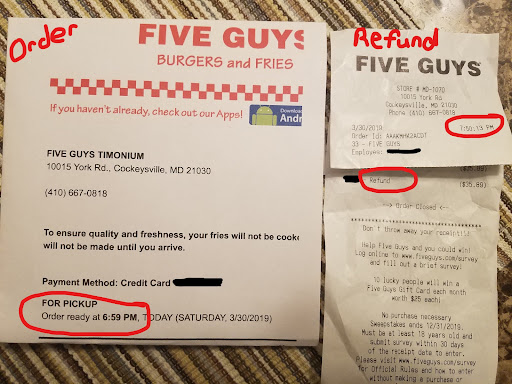 Order
FIVE GUYS
BURGERS and FRIES
If you haven't already, check out our Apps!
Download
Andr
FIVE GUYS TIMONIUM
10015 York Rd., Cockeysville, MD 21030
(410) 667-0818
To ensure quality and freshness, your fries will not be cooke
will not be made until you arrive.
Payment Method: Credit Card
FOR PICKUP
Order ready at 6:59 PM, TODAY (SATURDAY, 3/30/2019)
Refund
FIVE GUYS
STORE # MD-1070
10015 York Rd
Cockeysville, MD 21030
Phone (410) 667-0818
3/30/2019 7:50:13 PM
Order Id:
33 - FIVE GUYS
Employee:
Refund ($35.89)
---> Order Closed <--
Don't throw away your receipt!!
Help Five Guys and you could win!
Log online to www.fiveguys.com/survey
and fill out a brief survey!
10 lucky people will win a
Five Guys Gift Card each month
worth $25 each!
No purchase necessary
Sweepstakes ends 12/31/2019.
Must be at least 18 years old and
submit survey within 30 days
of the receipt date to enter.
Please visit www.fiveguys.com/survey
for Official Rules and how to enter
without making a purchase or